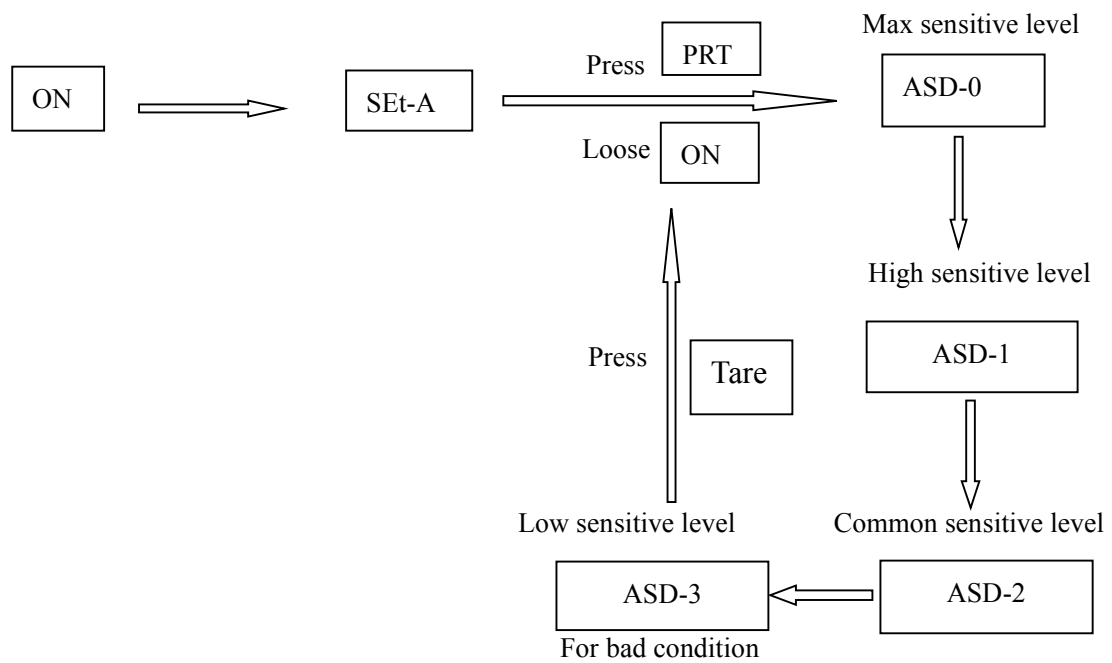 Max sensitive level
Press
PRT
ON
SEt-A
ASD-0
Loose
ON
High sensitive level
ASD-1
Press
Tare
Low sensitive level
Common sensitive level
ASD-3
ASD-2
For bad condition